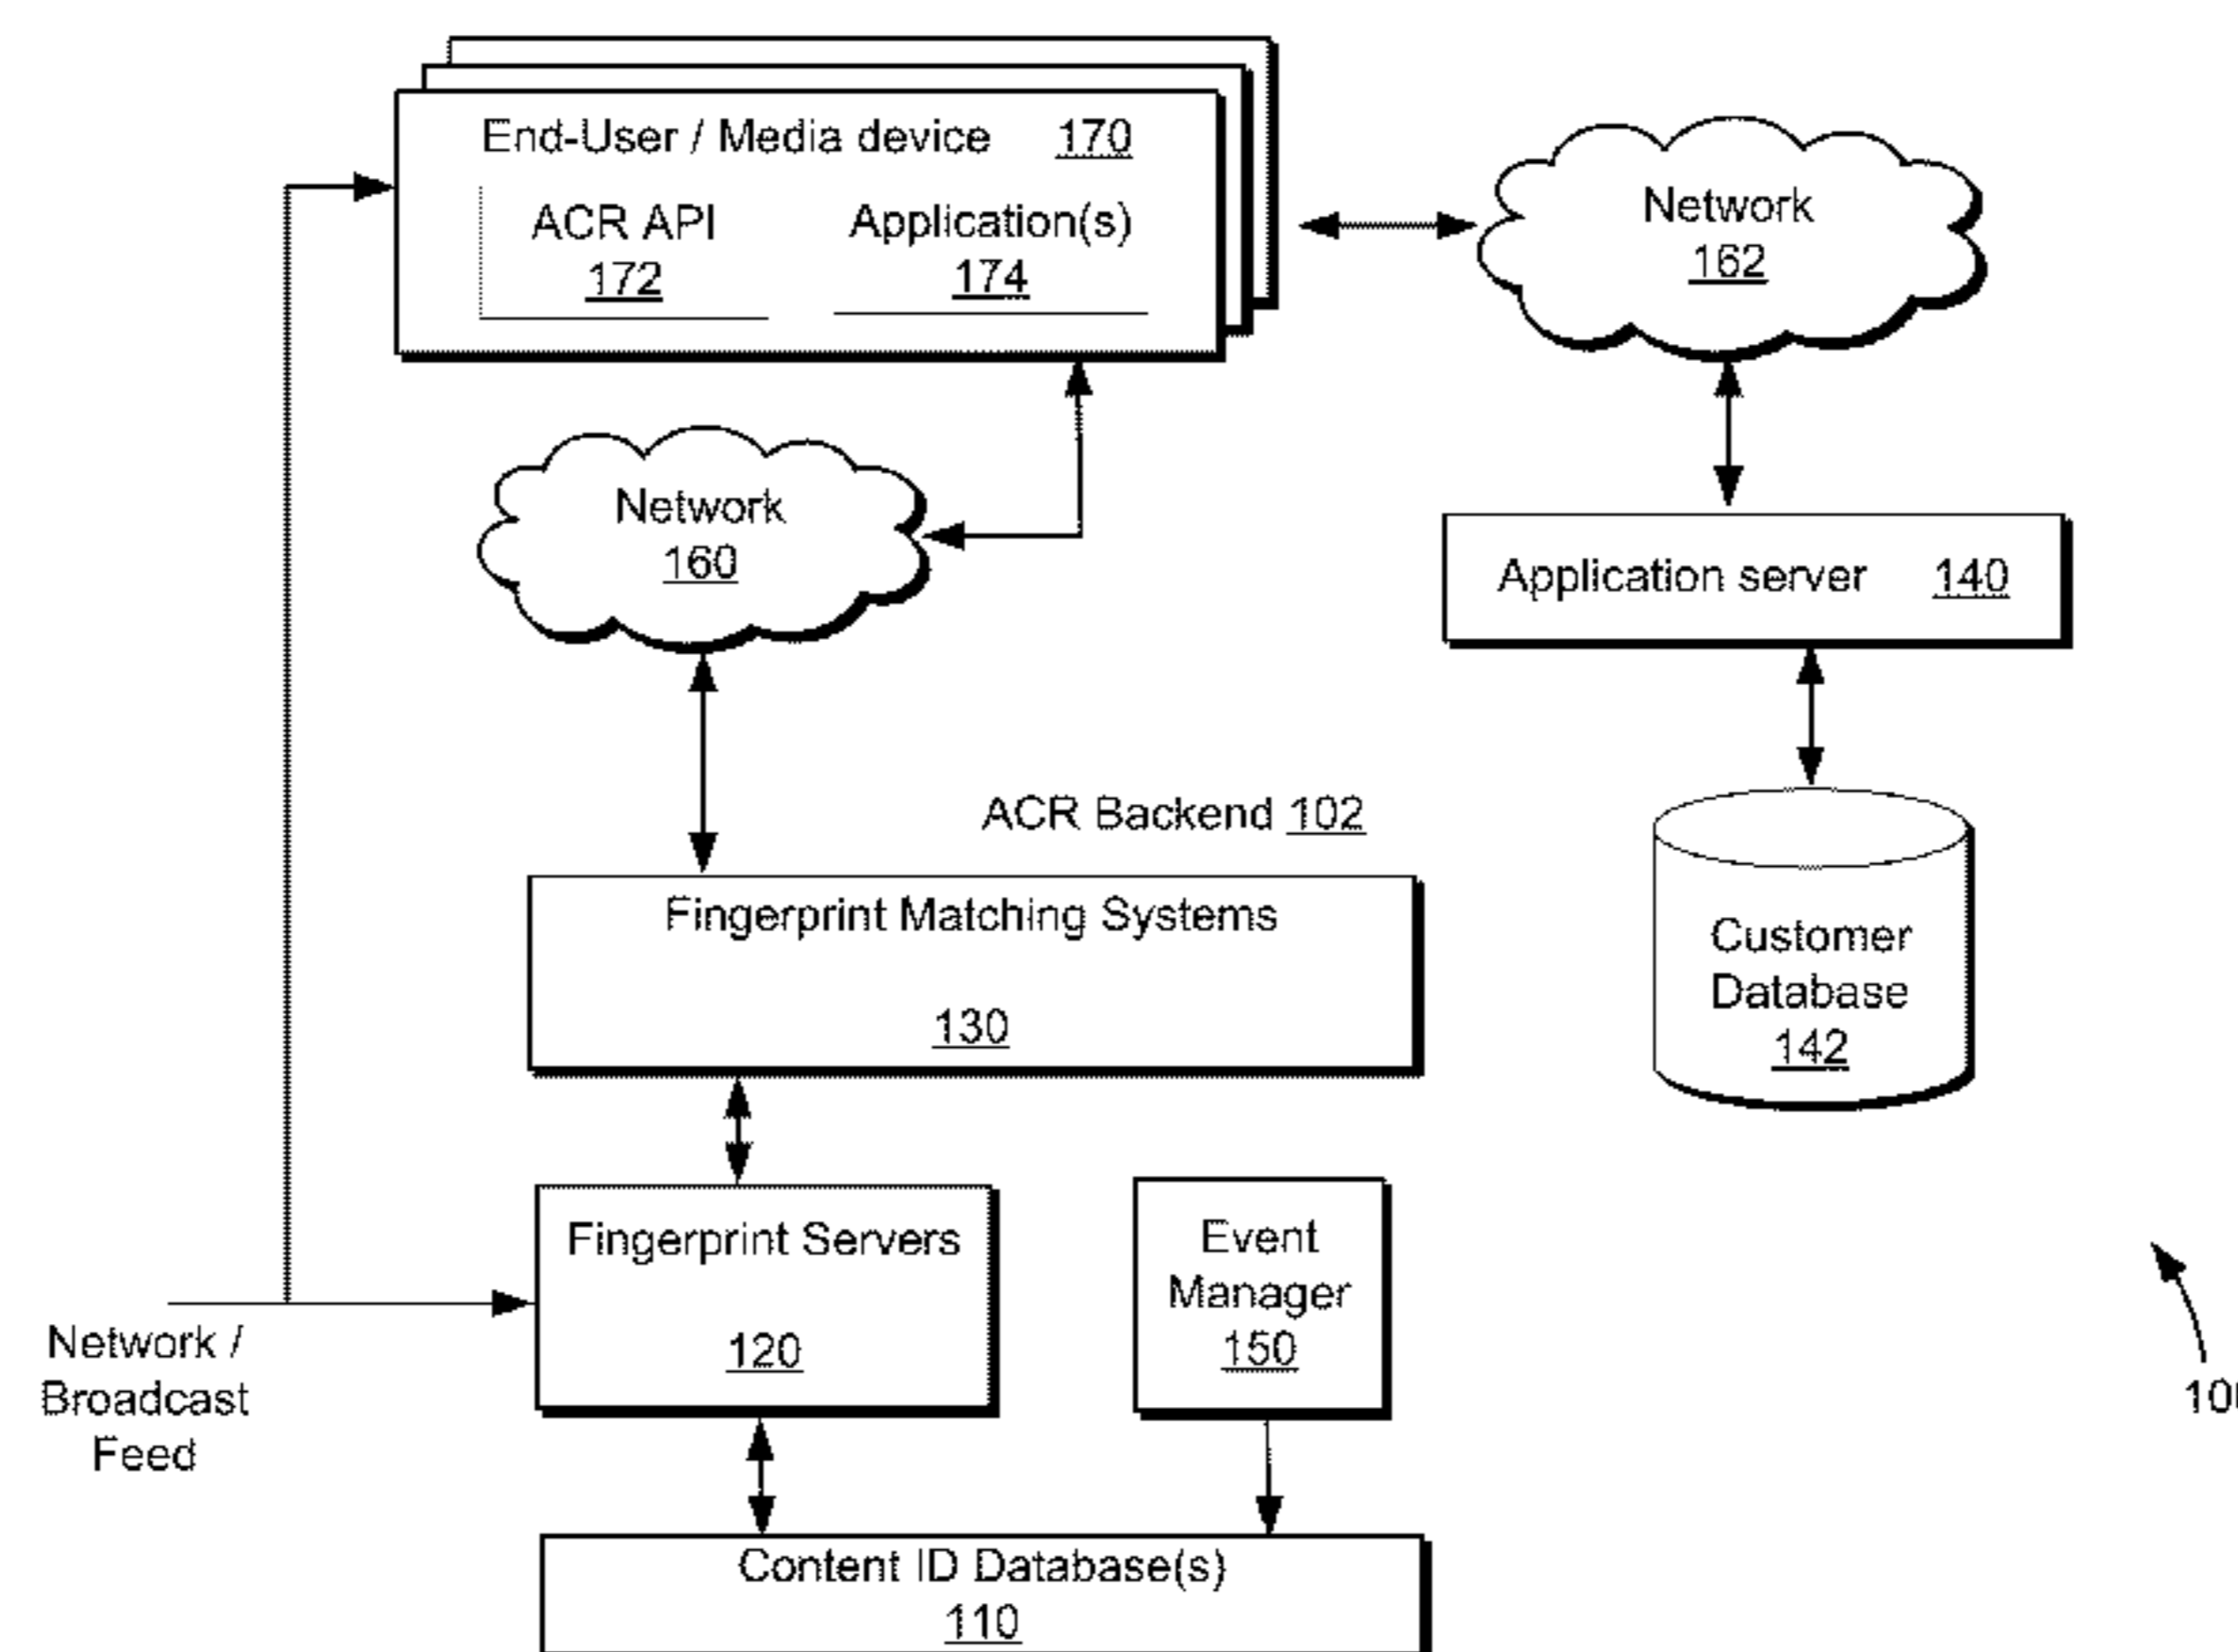 End-User / Media device 170
ACR API
172
Application(s)
174
Network
162
Network
160
Application server 140
ACR Backend 102
Fingerprint Matching Systems
130
Customer
Database
142
Fingerprint Servers
120
Event
Manager
150
Network /
Broadcast
Feed
Content ID Database(s)
110